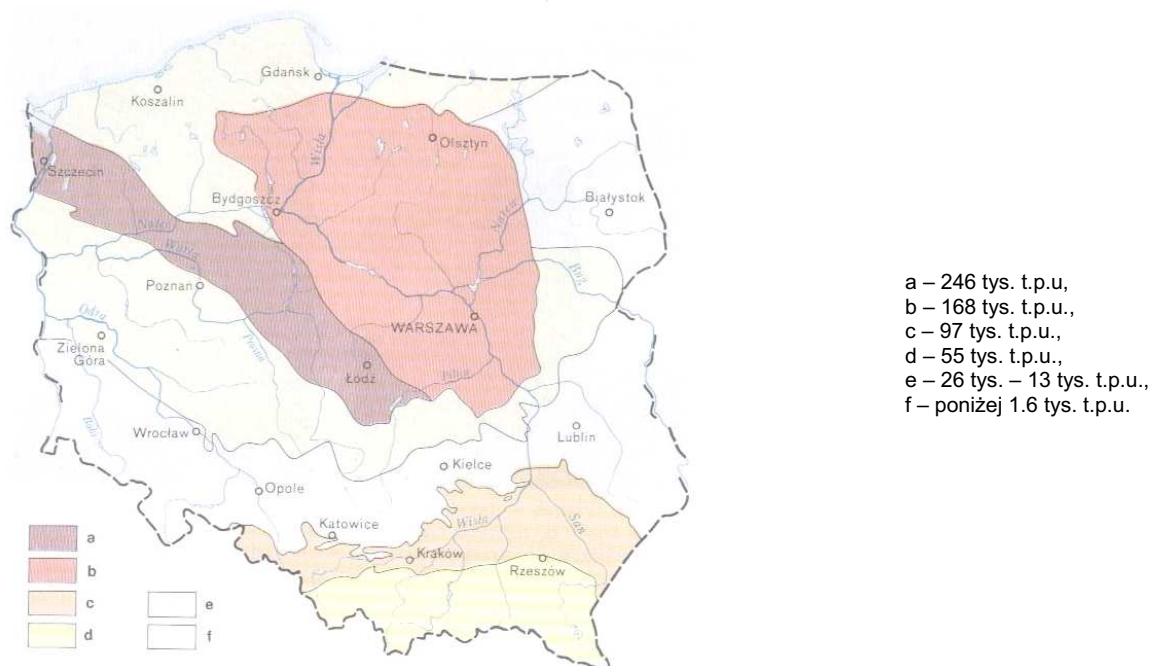 Gdańsk
Koszalin
Olsztyn
Wisła
Szczecin
Bydgoszcz
Białystok
Narew
Noteć
Warta
Bug
Poznań
WARSZAWA
Odra
Zielona
Góra
Prosna
Łódź
Pilica
Wrocław
Lublin
Kielce
Opole
Katowice
Wisła
San
Kraków
Rzeszów
a
b
c
d
e
f
a – 246 tys. t.p.u,
b – 168 tys. t.p.u.,
c – 97 tys. t.p.u.,
d – 55 tys. t.p.u.,
e – 26 tys. – 13 tys. t.p.u.,
f – poniżej 1.6 tys. t.p.u.